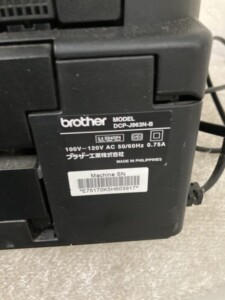 brother MODEL
DCP-J963N-B
100V~120V AC 50/60Hz 0.75A
ブラザー工業株式会社
MADE IN PHILIPPINES
Machine SN